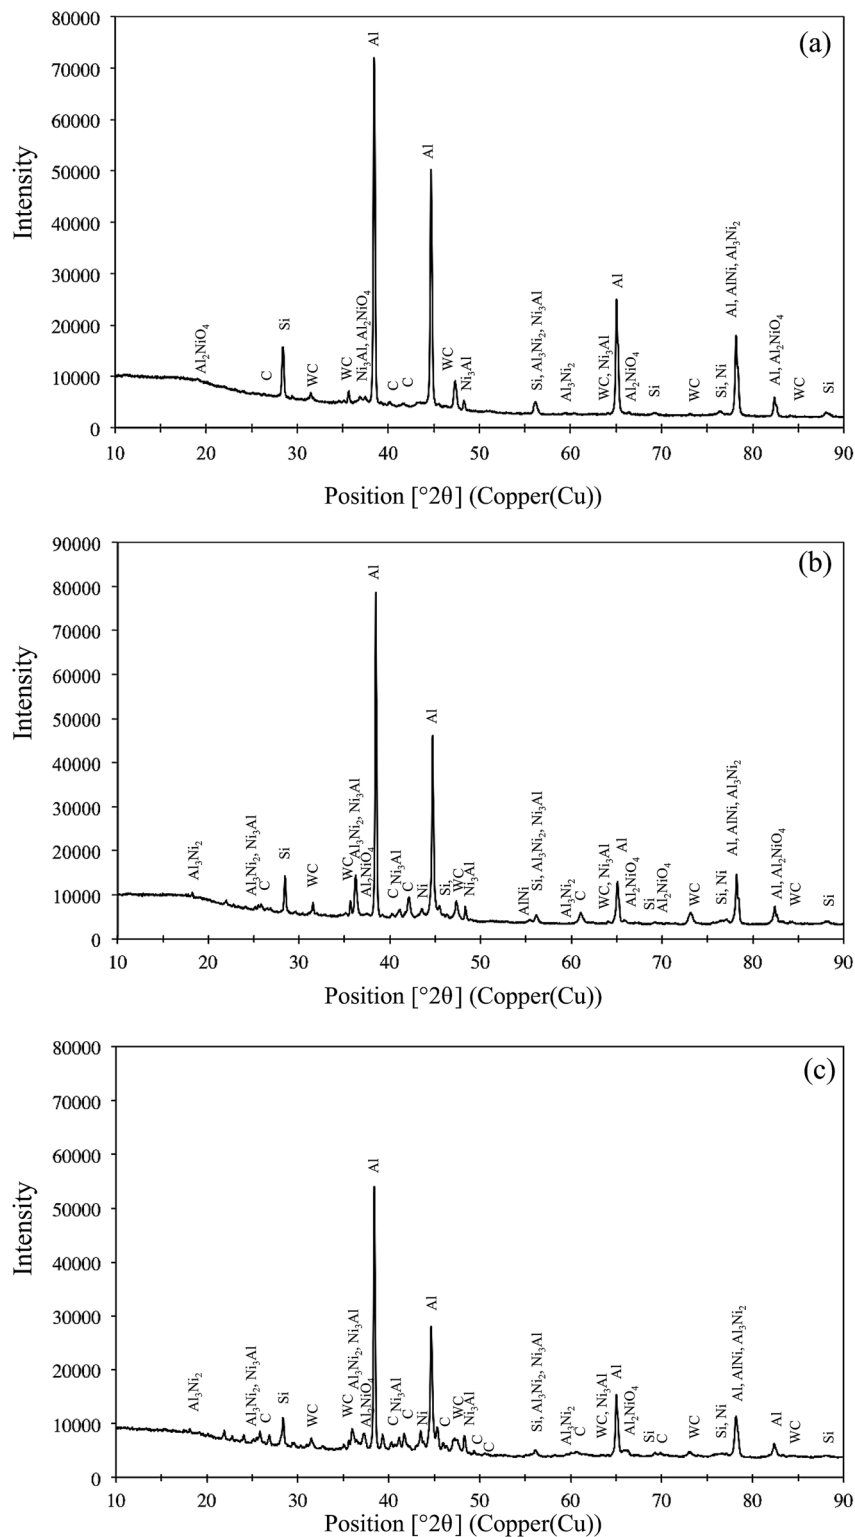 (a)
80000
70000
60000
50000
40000
30000
20000
10000
0
Intensity
Al₂NiO₄
C
Si
WC
WC
Ni₃Al, Al₂NiO₄
Al
C
C
Al
WC
Ni₃Al
Si, Al₃Ni₂, Ni₃Al
Al₃Ni₂
WC, Ni₃Al
Al
Al₂NiO₄
Si
WC
Si, Ni
Al, AlNi, Al₃Ni₂
Al, Al₂NiO₄
WC
Si
10 20 30 40 50 60 70 80 90
Position [°2θ] (Copper(Cu))
(b)
90000
80000
70000
60000
50000
40000
30000
20000
10000
0
Intensity
Al₃Ni₂
Al₃Ni₂, Ni₃Al
C
Si
WC
WC
Al₃Ni₂, Ni₃Al
Al₂NiO₄
Al
C
Ni₃Al
C
Ni
Al
Si
WC
Ni₃Al
AlNi
Si, Al₃Ni₂, Ni₃Al
Al₃Ni₂
C
WC, Ni₃Al
Al
Al₂NiO₄
Si
Al₂NiO₄
WC
Si, Ni
Al, AlNi, Al₃Ni₂
Al, Al₂NiO₄
WC
Si
10 20 30 40 50 60 70 80 90
Position [°2θ] (Copper(Cu))
(c)
80000
70000
60000
50000
40000
30000
20000
10000
0
Intensity
Al₃Ni₂
Al₃Ni₂, Ni₃Al
C
Si
WC
WC
Al₃Ni₂, Ni₃Al
Al₂NiO₄
Al
C
Ni₃Al
C
Ni
Al
C
WC
Ni₃Al
C
C
Si, Al₃Ni₂, Ni₃Al
Al₃Ni₂
C
WC, Ni₃Al
Al
Al₂NiO₄
Si
C
WC
Si, Ni
Al, AlNi, Al₃Ni₂
Al
WC
Si
10 20 30 40 50 60 70 80 90
Position [°2θ] (Copper(Cu))